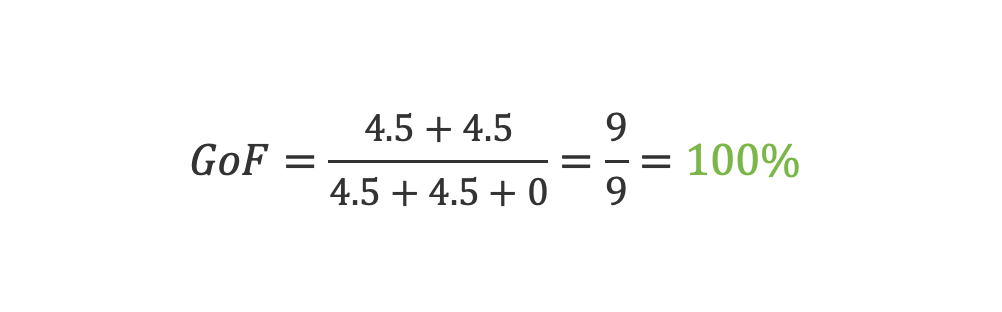 GoF = (4.5 + 4.5) / (4.5 + 4.5 + 0) = 9/9 = 100%